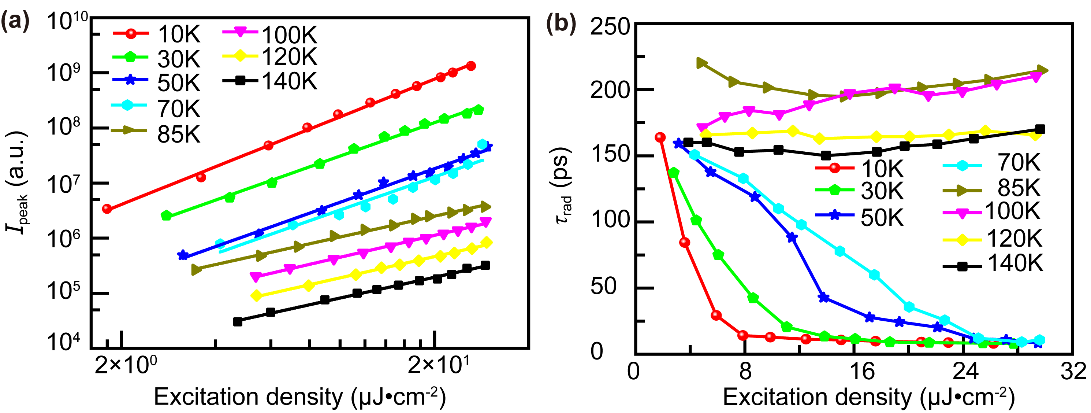 (a)
I_peak (a.u.)
10¹⁰
10⁹
10⁸
10⁷
10⁶
10⁵
10⁴
10K
30K
50K
70K
85K
100K
120K
140K
2×10⁰ 2×10¹
Excitation density (μJ•cm⁻²)
(b)
τ_rad (ps)
250
200
150
100
50
0
10K
30K
50K
70K
85K
100K
120K
140K
0 8 16 24 32
Excitation density (μJ•cm⁻²)